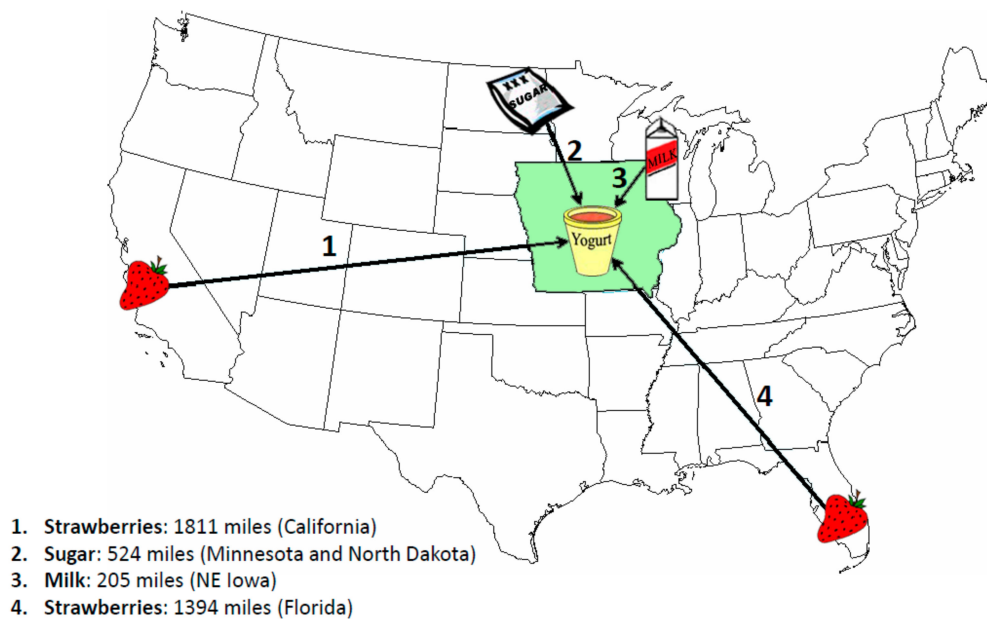 XXX
SUGAR
2
MILK
3
1
Yogurt
4
1. Strawberries: 1811 miles (California)
2. Sugar: 524 miles (Minnesota and North Dakota)
3. Milk: 205 miles (NE Iowa)
4. Strawberries: 1394 miles (Florida)